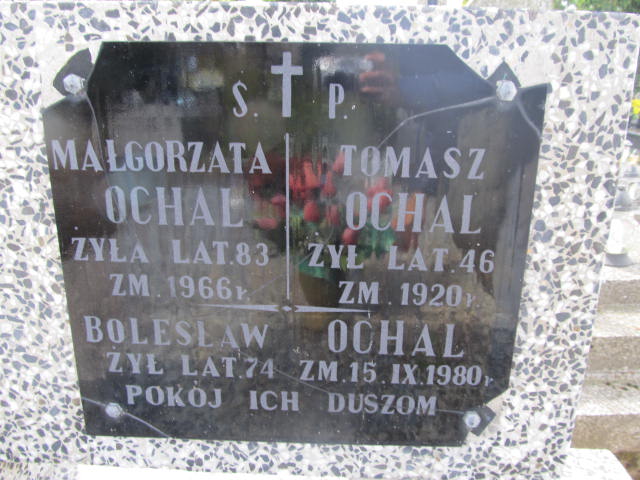 Ś. P.
MAŁGORZATA
OCHAL
ŻYŁA LAT.83
ZM.1966r.
TOMASZ
OCHAL
ŻYŁ LAT.46
ZM.1920r.
BOLESŁAW OCHAL
ŻYŁ LAT.74 ZM.15.IX.1980r
POKÓJ ICH DUSZOM